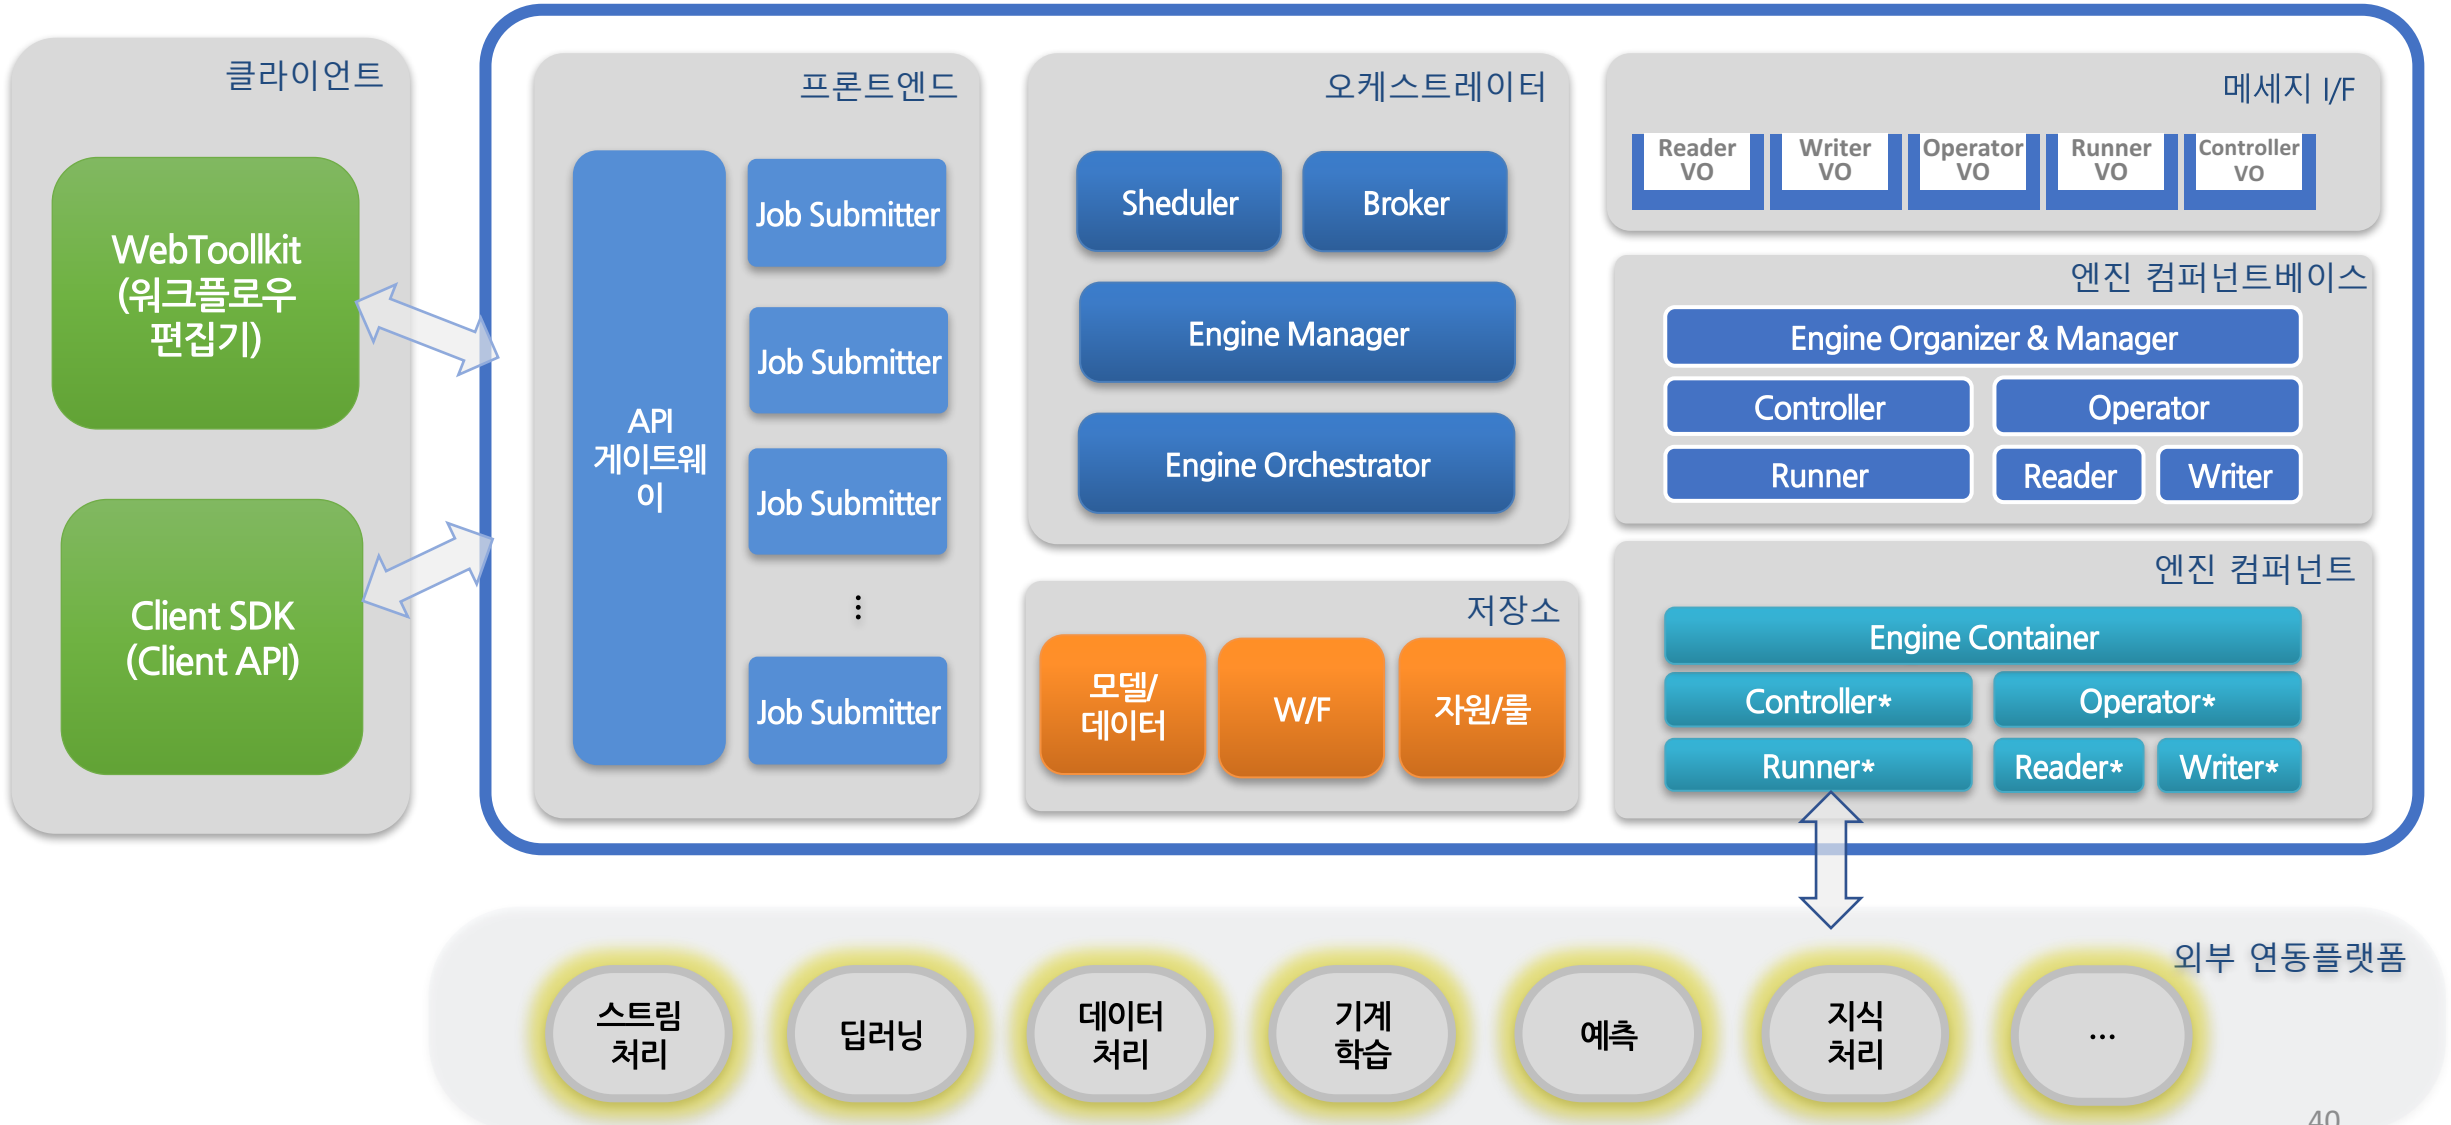 클라이언트
WebToollkit
(워크플로우
편집기)
Client SDK
(Client API)
프론트엔드
API
게이트웨
이
Job Submitter
Job Submitter
Job Submitter
...
Job Submitter
오케스트레이터
Sheduler
Broker
Engine Manager
Engine Orchestrator
저장소
모델/
데이터
W/F
자원/룰
메세지 I/F
Reader
VO
Writer
VO
Operator
VO
Runner
VO
Controller
VO
엔진 컴퍼넌트베이스
Engine Organizer & Manager
Controller
Operator
Runner
Reader
Writer
엔진 컴퍼넌트
Engine Container
Controller*
Operator*
Runner*
Reader*
Writer*
외부 연동플랫폼
스트림
처리
딥러닝
데이터
처리
기계
학습
예측
지식
처리
...
40